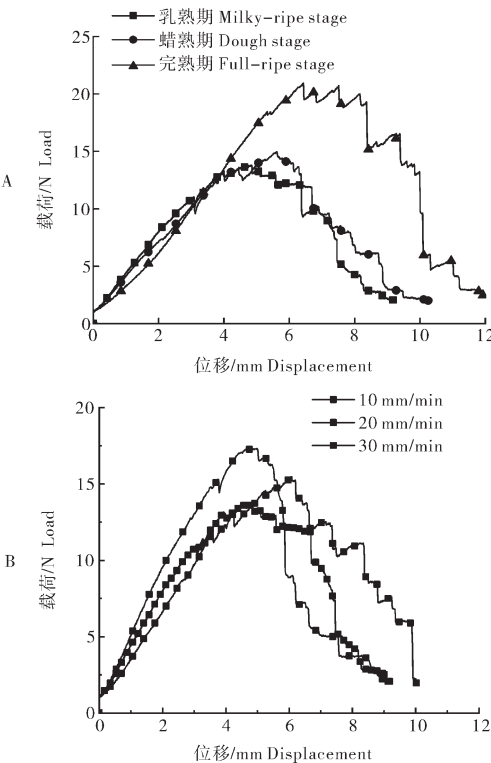 乳熟期 Milky-ripe stage
蜡熟期 Dough stage
完熟期 Full-ripe stage
25
20
15
10
5
0
A
载荷/N Load
0 2 4 6 8 10 12
位移/mm Displacement
10 mm/min
20 mm/min
30 mm/min
20
15
10
5
0
B
载荷/N Load
0 2 4 6 8 10 12
位移/mm Displacement